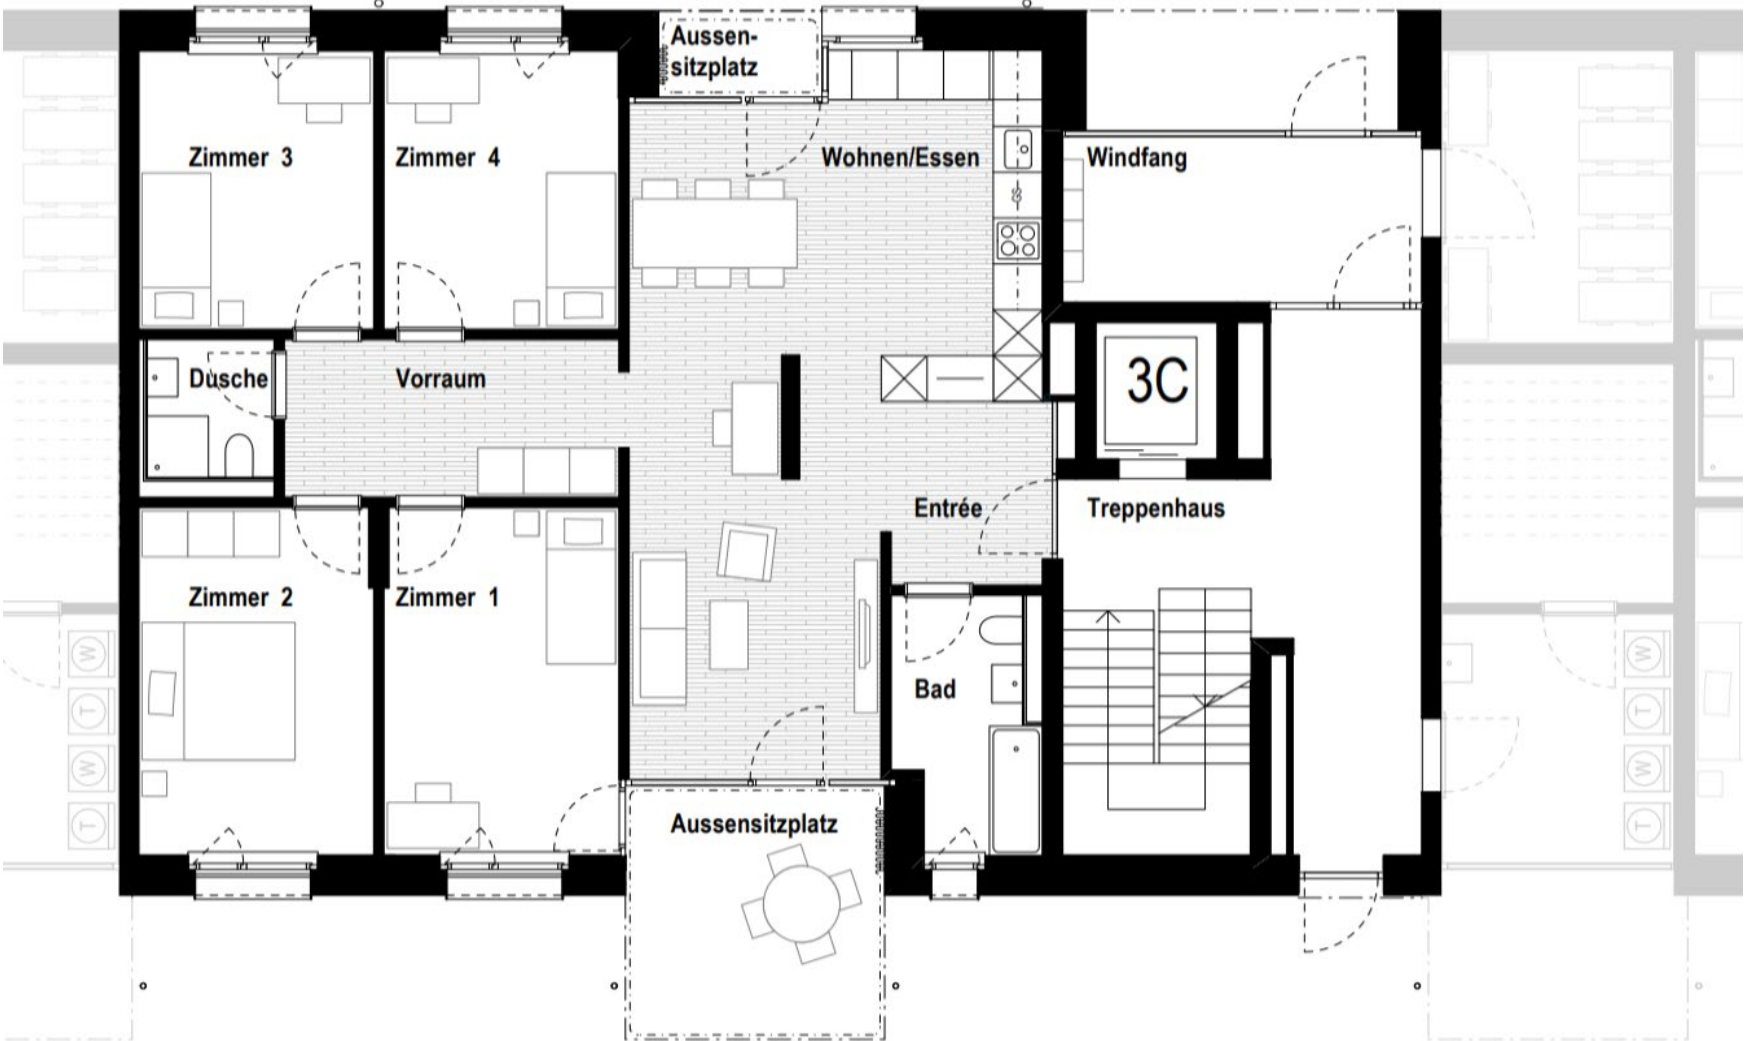 Aussen-
sitzplatz
Zimmer 3
Zimmer 4
Wohnen/Essen
Windfang
GS
Dusche
Vorraum
3C
Entrée
Treppenhaus
Zimmer 2
Zimmer 1
Bad
Aussensitzplatz
W
T
W
T
W
T
W
T